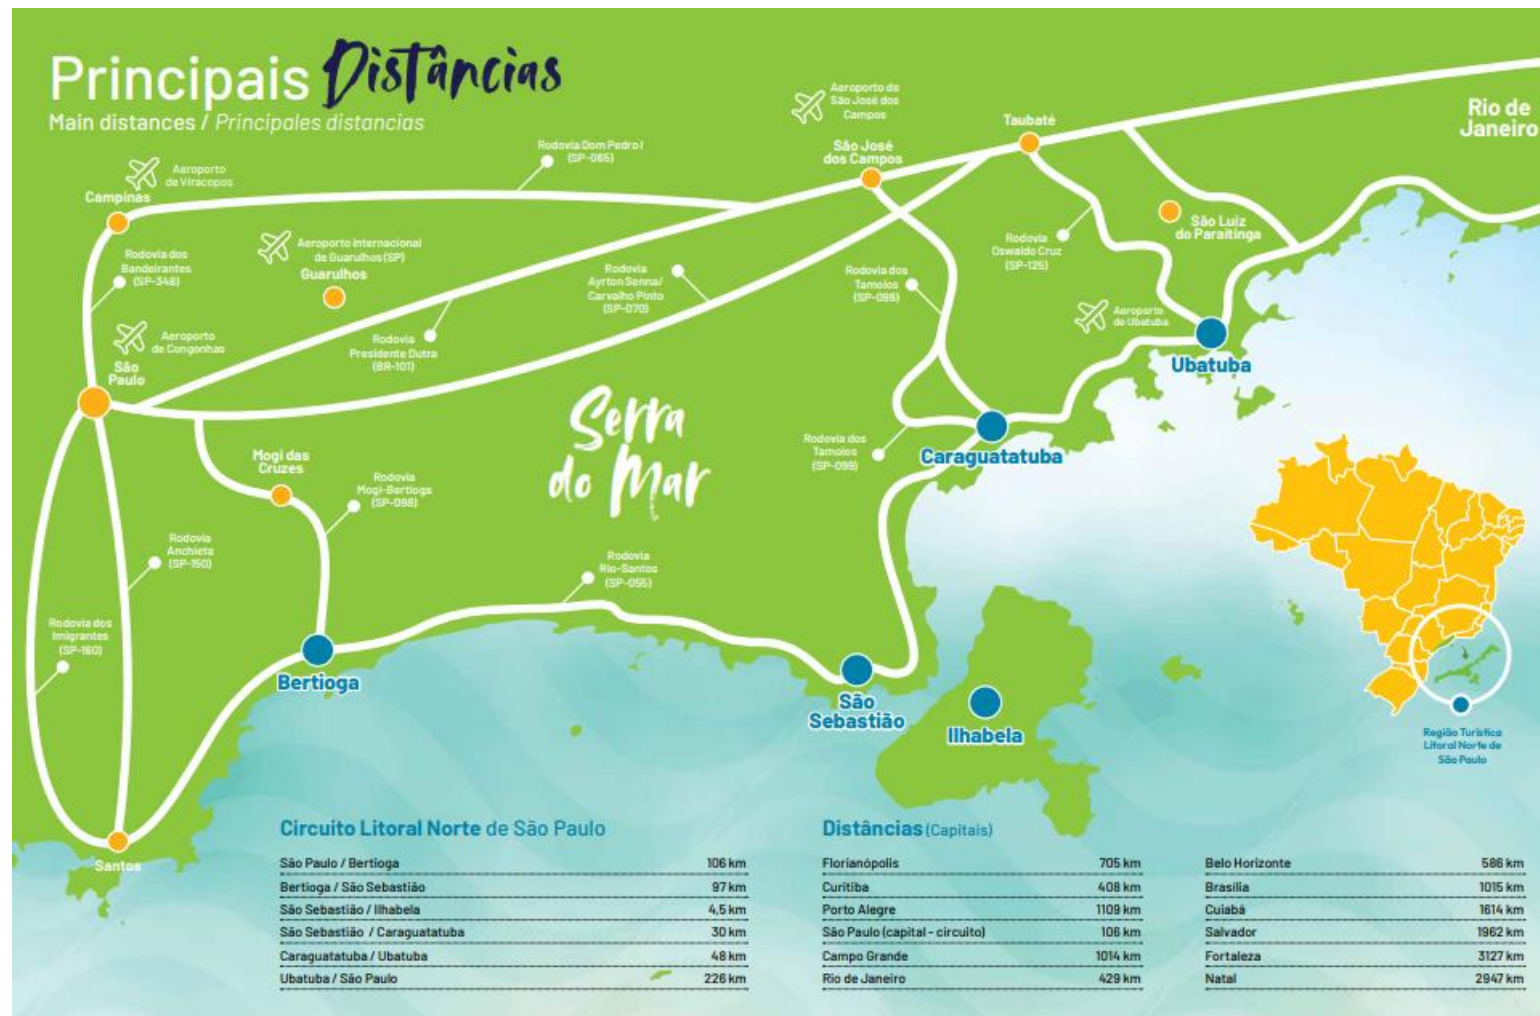 Principais Distâncias
Main distances / Principales distancias
Aeroporto
de Viracopos
Campinas
Rodovia Dom Pedro I
(SP-065)
Aeroporto de
São José dos
Campos
São José
dos Campos
Taubaté
Rio de
Janeiro
Rodovia dos
Bandeirantes
(SP-348)
Aeroporto Internacional
de Guarulhos (SP)
Guarulhos
Rodovia
Ayrton Senna/
Carvalho Pinto
(SP-070)
Rodovia dos
Tamoios
(SP-099)
Rodovia
Oswaldo Cruz
(SP-125)
São Luiz
do Paraitinga
Aeroporto
de Congonhas
São
Paulo
Rodovia
Presidente Dutra
(BR-101)
Aeroporto
de Ubatuba
Ubatuba
Serra
do Mar
Mogi das
Cruzes
Rodovia
Mogi-Bertioga
(SP-098)
Rodovia dos
Tamoios
(SP-099)
Caraguatatuba
Rodovia
Anchieta
(SP-150)
Rodovia
Rio-Santos
(SP-055)
Rodovia dos
Imigrantes
(SP-160)
Bertioga
São
Sebastião
Ilhabela
Região Turística
Litoral Norte de
São Paulo
Santos
Circuito Litoral Norte de São Paulo
São Paulo / Bertioga 106 km
Bertioga / São Sebastião 97 km
São Sebastião / Ilhabela 4,5 km
São Sebastião / Caraguatatuba 30 km
Caraguatatuba / Ubatuba 48 km
Ubatuba / São Paulo 226 km
Distâncias (Capitais)
Florianópolis 705 km
Curitiba 408 km
Porto Alegre 1109 km
São Paulo (capital - circuito) 106 km
Campo Grande 1014 km
Rio de Janeiro 429 km
Belo Horizonte 586 km
Brasília 1015 km
Cuiabá 1614 km
Salvador 1962 km
Fortaleza 3127 km
Natal 2947 km